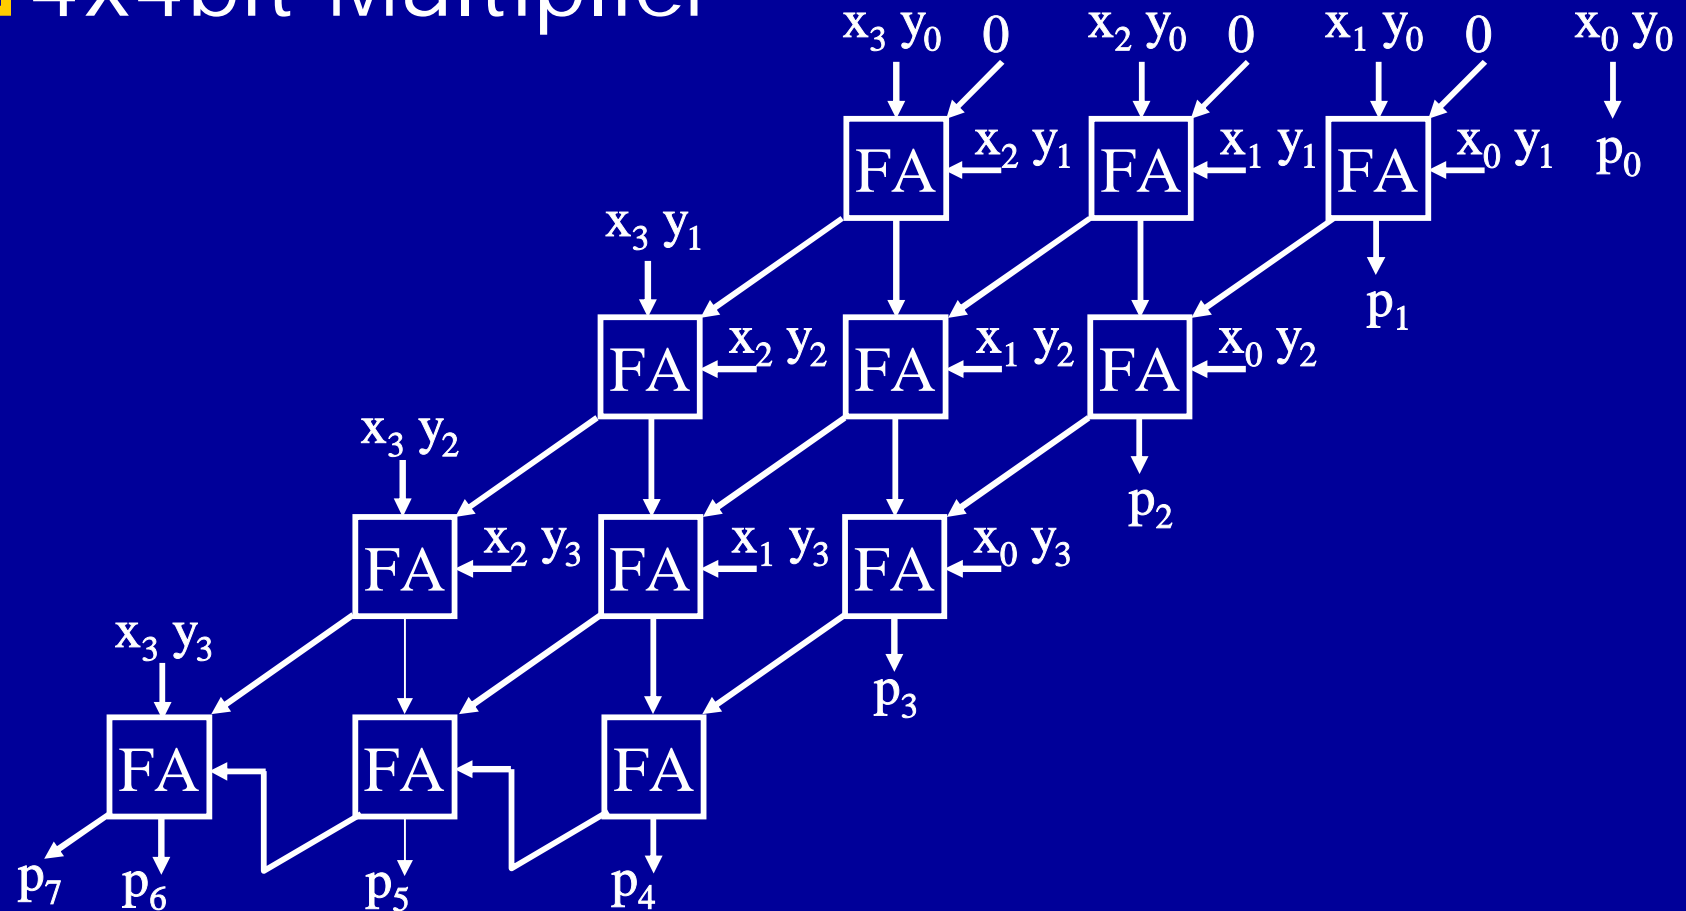 4x4bit Multiplier
x₃ y₀ 0 x₂ y₀ 0 x₁ y₀ 0 x₀ y₀
FA x₂ y₁ FA x₁ y₁ FA x₀ y₁ p₀
x₃ y₁
p₁
FA x₂ y₂ FA x₁ y₂ FA x₀ y₂
x₃ y₂
p₂
FA x₂ y₃ FA x₁ y₃ FA x₀ y₃
x₃ y₃
p₃
FA FA FA
p₇ p₆ p₅ p₄